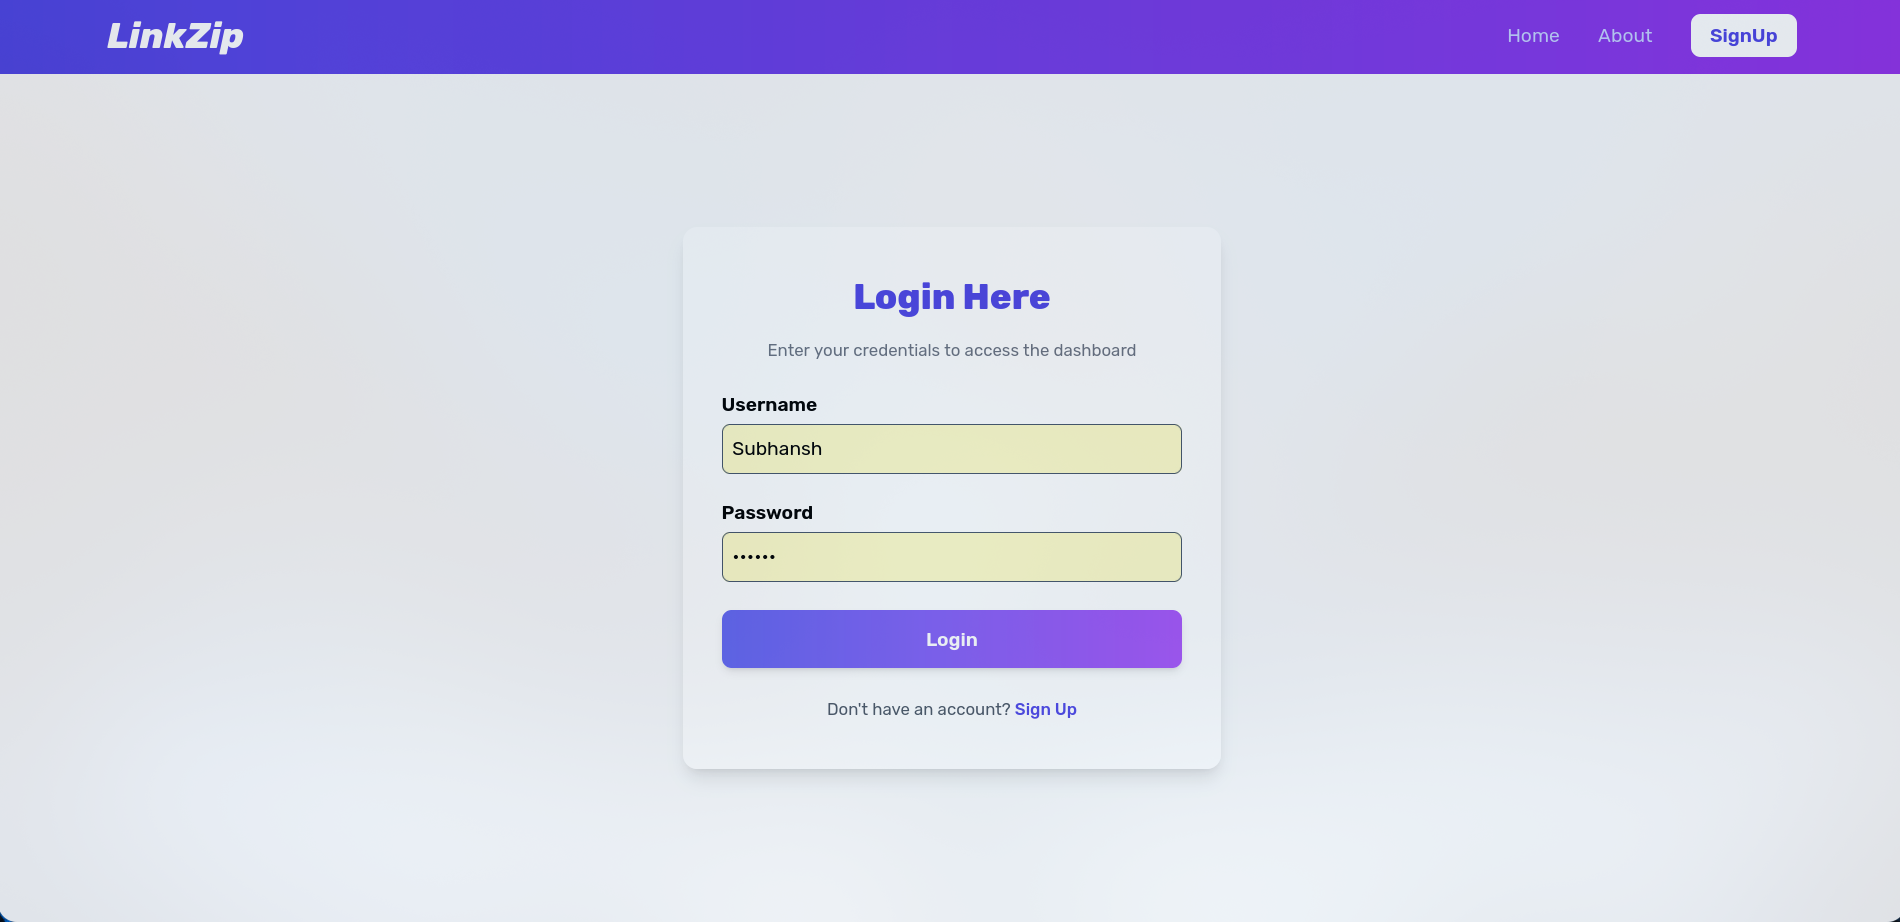 LinkZip
Home
About
SignUp
Login Here
Enter your credentials to access the dashboard
Username
Subhansh
Password
••••••
Login
Don't have an account? Sign Up